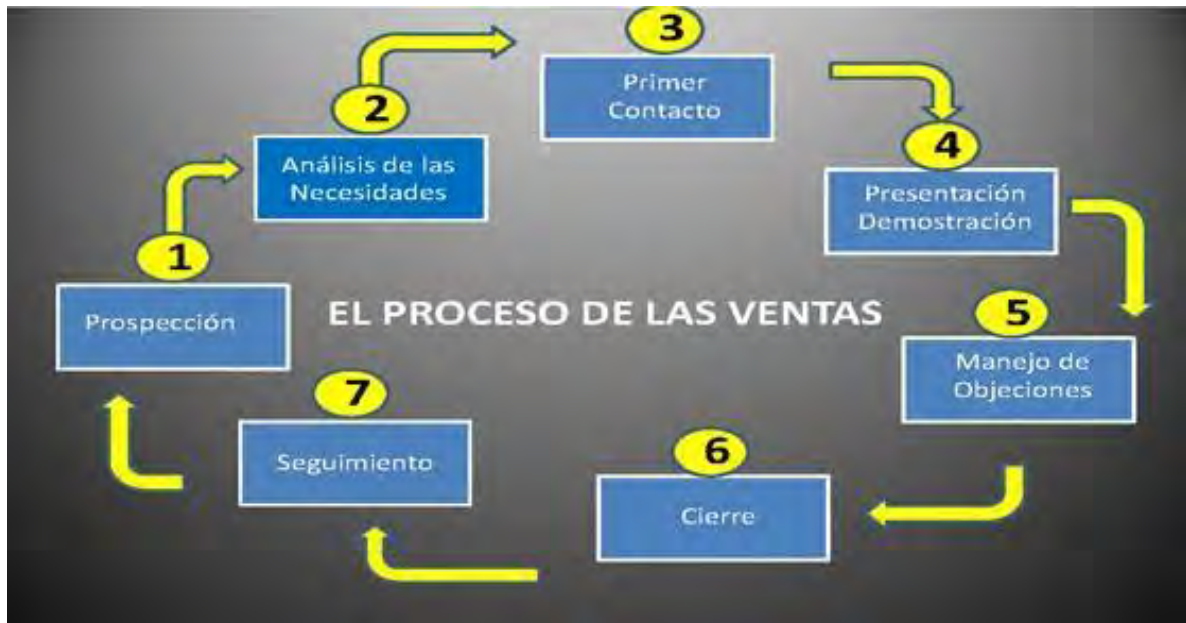 1
Prospección
2
Análisis de las
Necesidades
3
Primer
Contacto
4
Presentación
Demostración
5
Manejo de
Objeciones
6
Cierre
7
Seguimiento
EL PROCESO DE LAS VENTAS